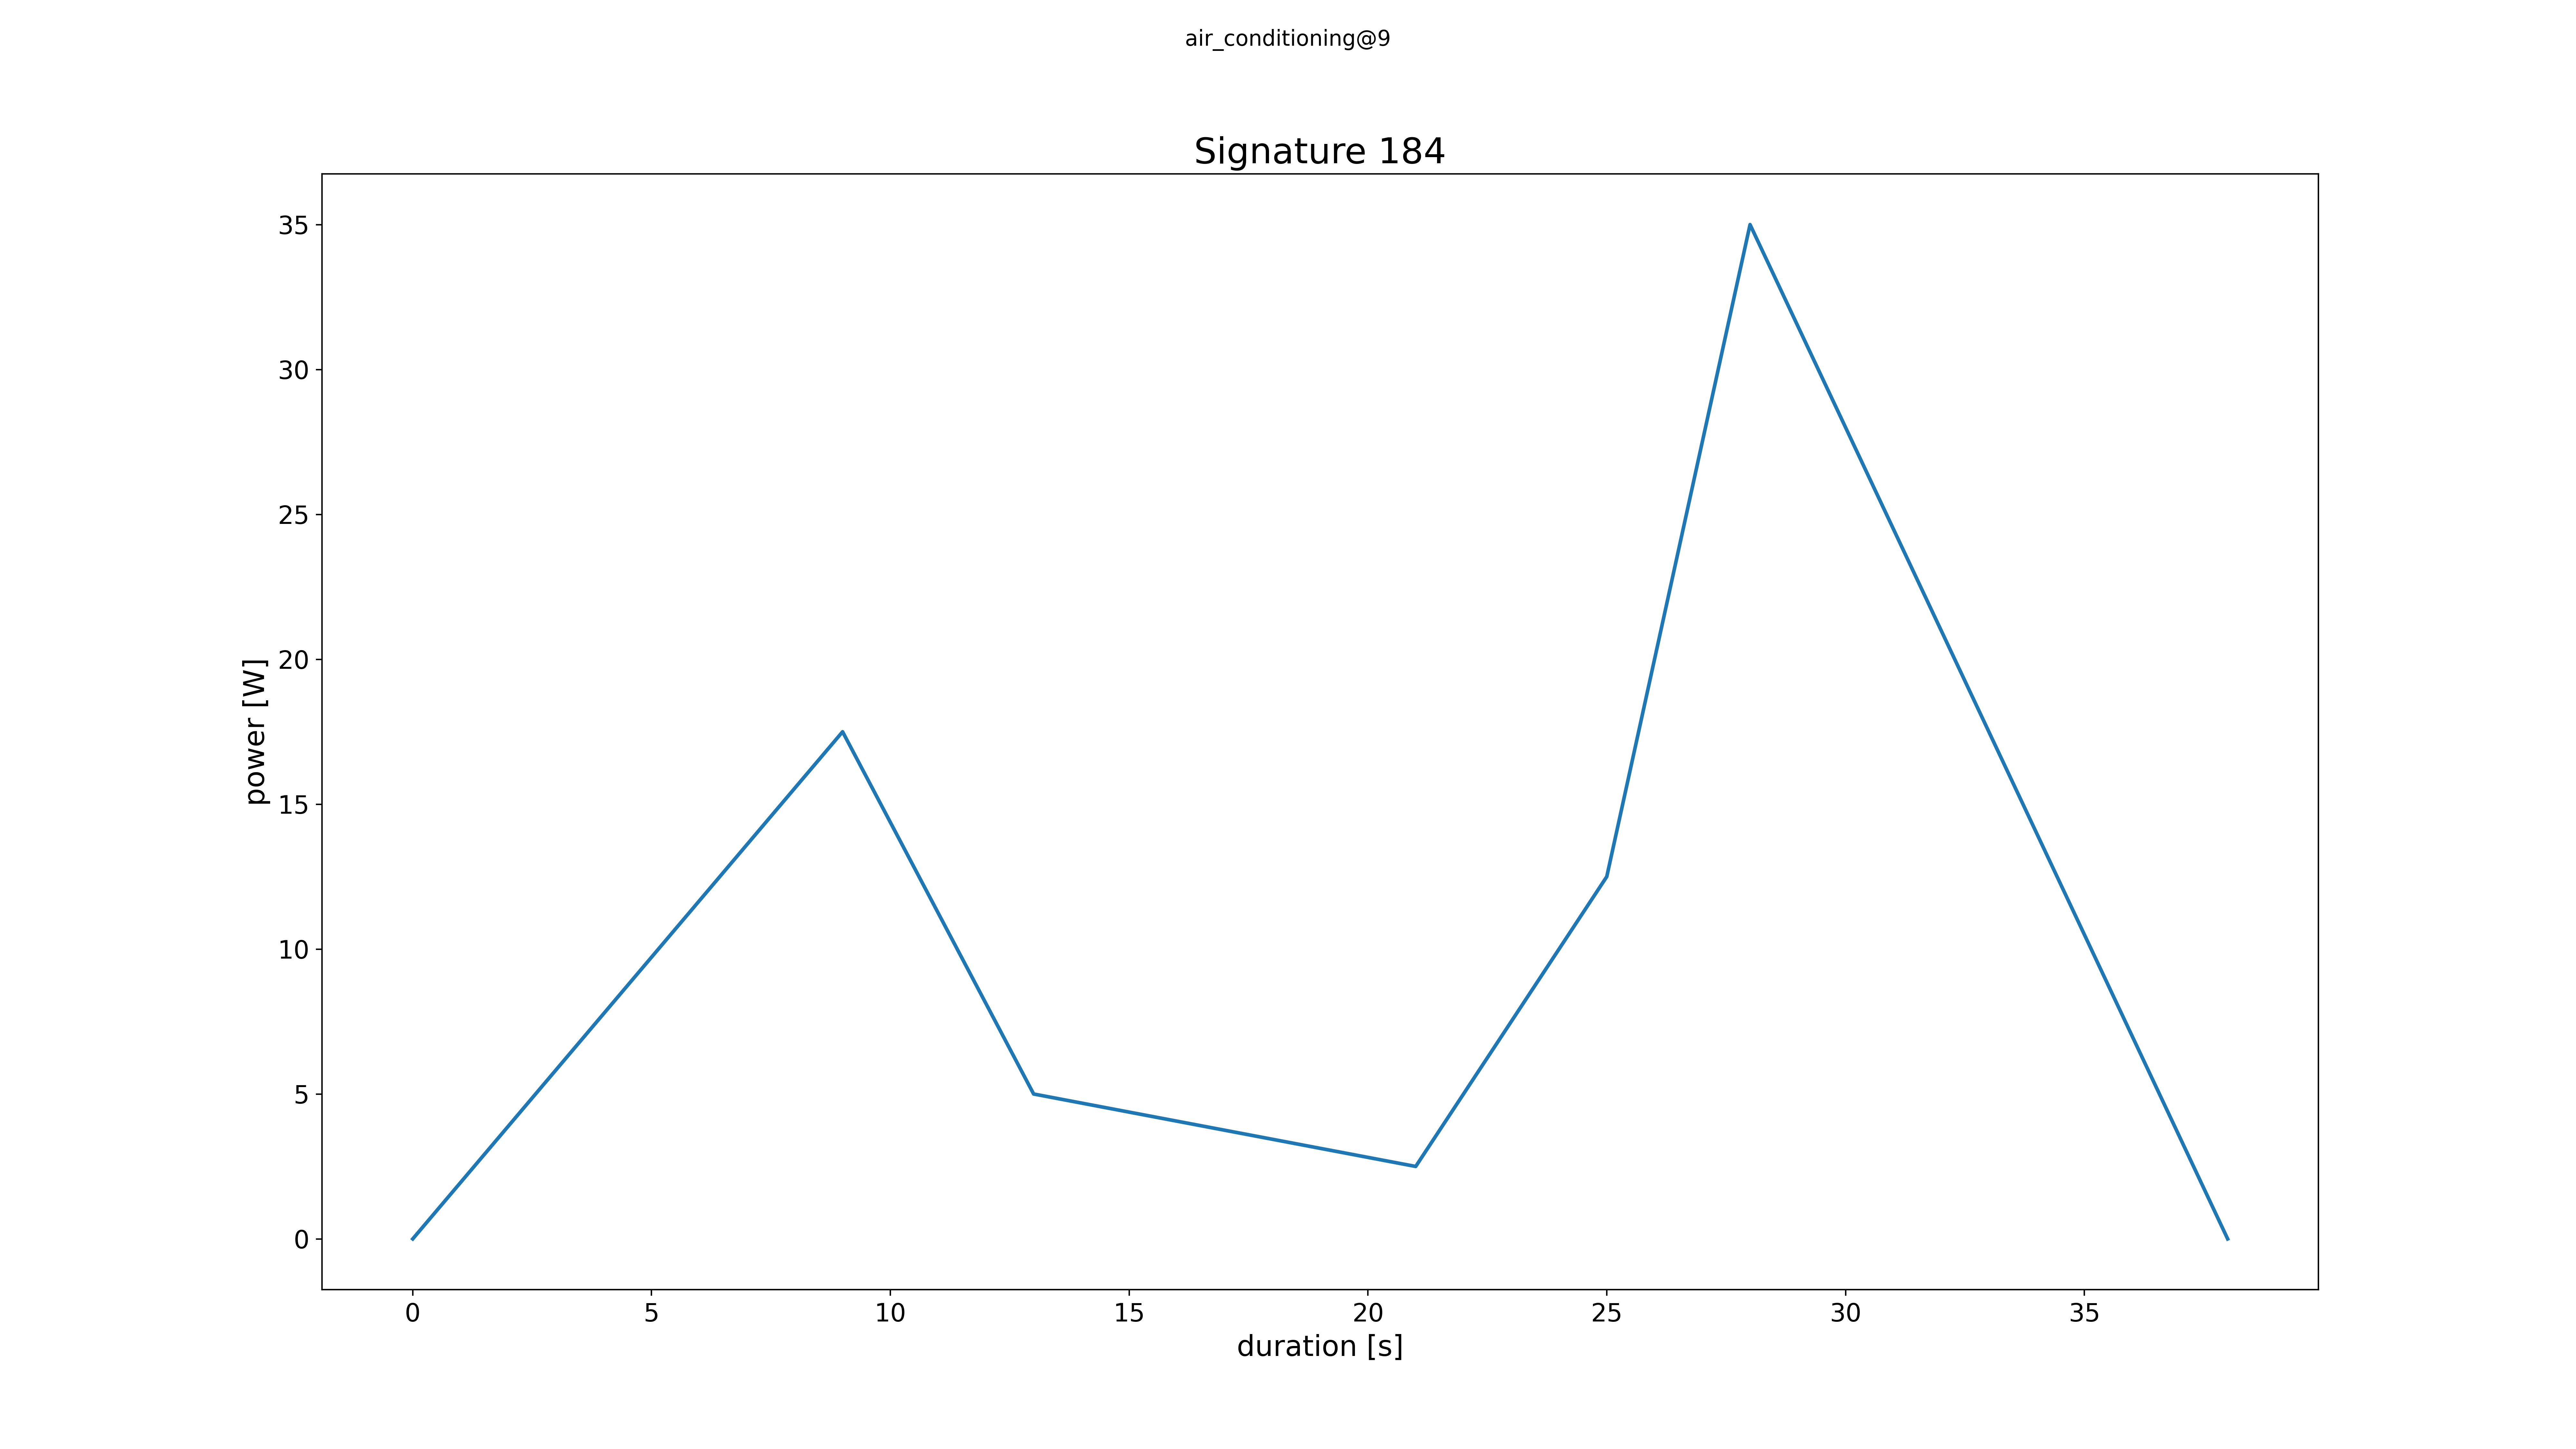 air_conditioning@9
Signature 184
35
30
25
20
15
10
5
0
power [W]
0 5 10 15 20 25 30 35
duration [s]